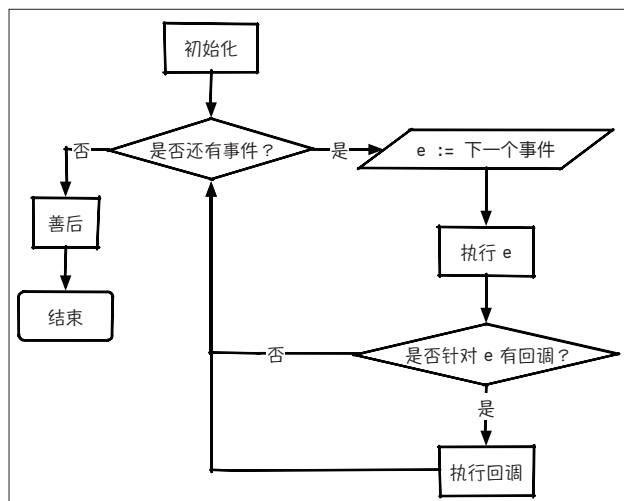 初始化
是否还有事件？
是
e := 下一个事件
否
善后
执行 e
结束
是否针对 e 有回调？
否
是
执行回调